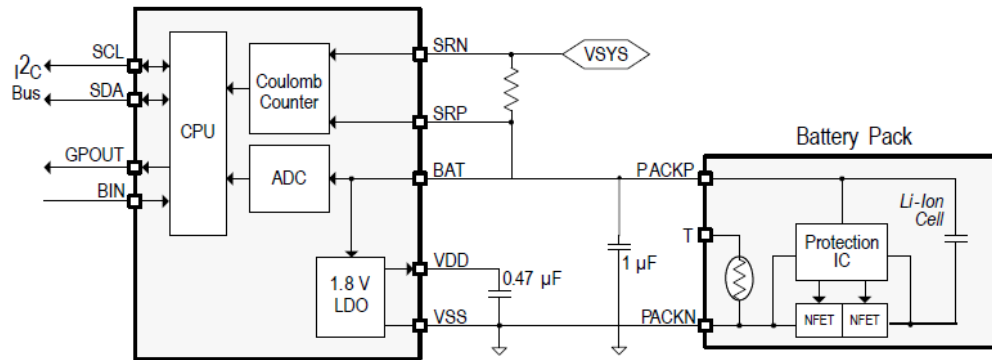 SCL
I2C
Bus
SDA
GPOUT
BIN
CPU
Coulomb
Counter
ADC
1.8 V
LDO
SRN
SRP
BAT
VDD
VSS
VSYS
0.47 µF
1 µF
Battery Pack
PACKP
T
PACKN
Li-Ion
Cell
Protection
IC
NFET
NFET